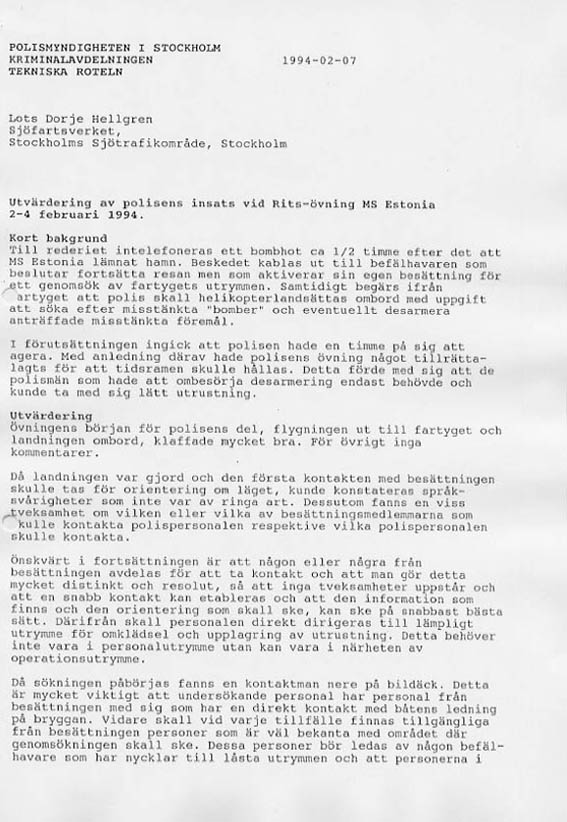 POLISMYNDIGHETEN I STOCKHOLM
KRIMINALAVDELNINGEN 1994-02-07
TEKNISKA ROTELN
Lots Dorje Hellgren
Sjöfartsverket,
Stockholms Sjötrafikområde, Stockholm
Utvärdering av polisens insats vid Rits-övning MS Estonia
2-4 februari 1994.
Kort bakgrund
Till rederiet intelefoneras ett bombhot ca 1/2 timme efter det att
MS Estonia lämnat hamn. Beskedet kablas ut till befälhavaren som
beslutar fortsätta resan men som aktiverar sin egen besättning för
ett genomsök av fartygets utrymmen. Samtidigt begärs ifrån
artyget att polis skall helikopterlandsättas ombord med uppgift
att söka efter misstänkta "bomber" och eventuellt desarmera
anträffade misstänkta föremål.
I förutsättningen ingick att polisen hade en timme på sig att
agera. Med anledning därav hade polisens övning något tillrätta-
lagts för att tidsramen skulle hållas. Detta förde med sig att de
polismän som hade att ombesörja desarmering endast behövde och
kunde ta med sig lätt utrustning.
Utvärdering
Övningens början för polisens del, flygningen ut till fartyget och
landningen ombord, klaffade mycket bra. För övrigt inga
kommentarer.
Då landningen var gjord och den första kontakten med besättningen
skulle tas för orientering om läget, kunde konstateras språk-
svårigheter som inte var av ringa art. Dessutom fanns en viss
tveksamhet om vilken eller vilka av besättningsmedlemmarna som
kulle kontakta polispersonalen respektive vilka polispersonalen
skulle kontakta.
Önskvärt i fortsättningen är att någon eller några från
besättningen avdelas för att ta kontakt och att man gör detta
mycket distinkt och resolut, så att inga tveksamheter uppstår och
att en snabb kontakt kan etableras och att den information som
finns och den orientering som skall ske, kan ske på snabbast bästa
sätt. Därifrån skall personalen direkt dirigeras till lämpligt
utrymme för omklädsel och upplagring av utrustning. Detta behöver
inte vara i personalutrymme utan kan vara i närheten av
operationsutrymme.
Då sökningen påbörjas fanns en kontaktman nere på bildäck. Detta
är mycket viktigt att undersökande personal har personal från
besättningen med sig som har en direkt kontakt med båtens ledning
på bryggan. Vidare skall vid varje tillfälle finnas tillgängliga
från besättningen personer som är väl bekanta med området där
genomsökningen skall ske. Dessa personer bör ledas av någon befäl-
havare som har nycklar till låsta utrymmen och att personerna i